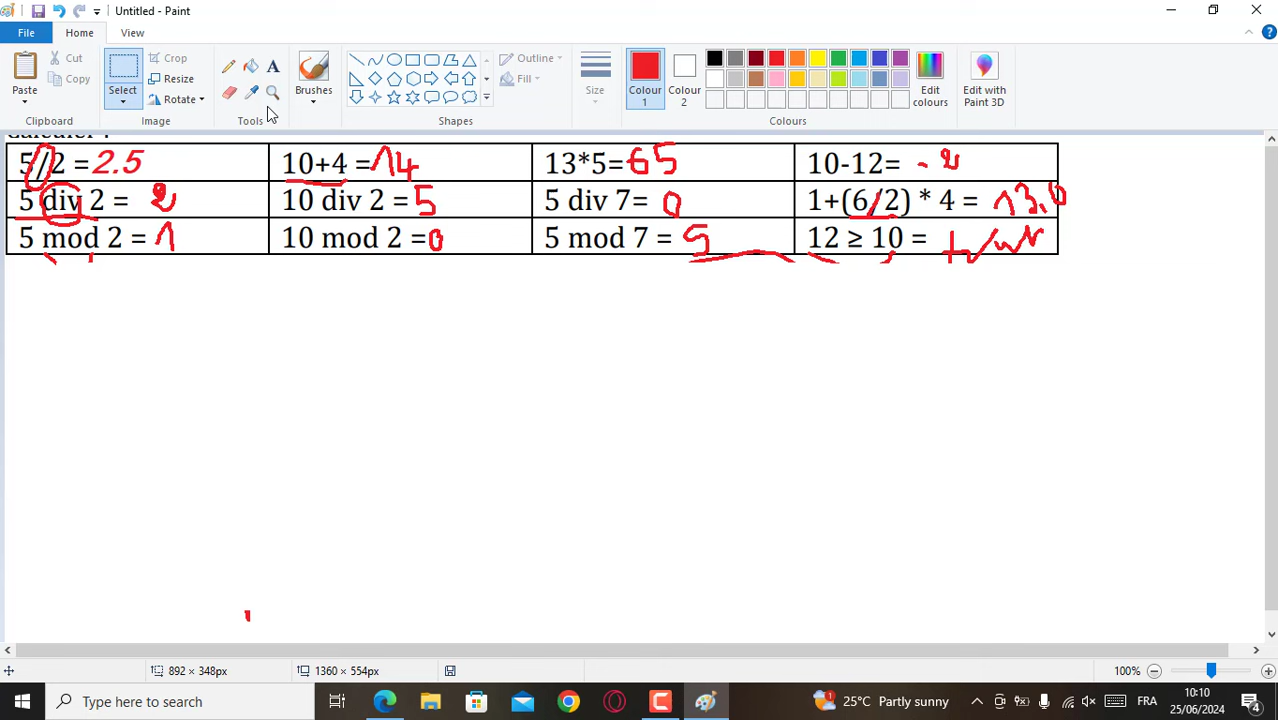 Untitled - Paint
File Home View
Paste
Cut
Copy
Clipboard
Select
Crop
Resize
Rotate
Image
Tools
Brushes
Shapes
Outline
Fill
Size
Colour 1
Colour 2
Edit colours
Edit with Paint 3D
Colours
5/2 = 2.5 10+4 = 14 13*5= 65 10-12= -2
5 div 2 = 2 10 div 2 = 5 5 div 7= 0 1+(6/2) * 4 = 13.0
5 mod 2 = 1 10 mod 2 = 0 5 mod 7 = 5 12 ≥ 10 =
892 × 348px 1360 × 554px 100%
Type here to search 25°C Partly sunny FRA 10:10
25/06/2024 4